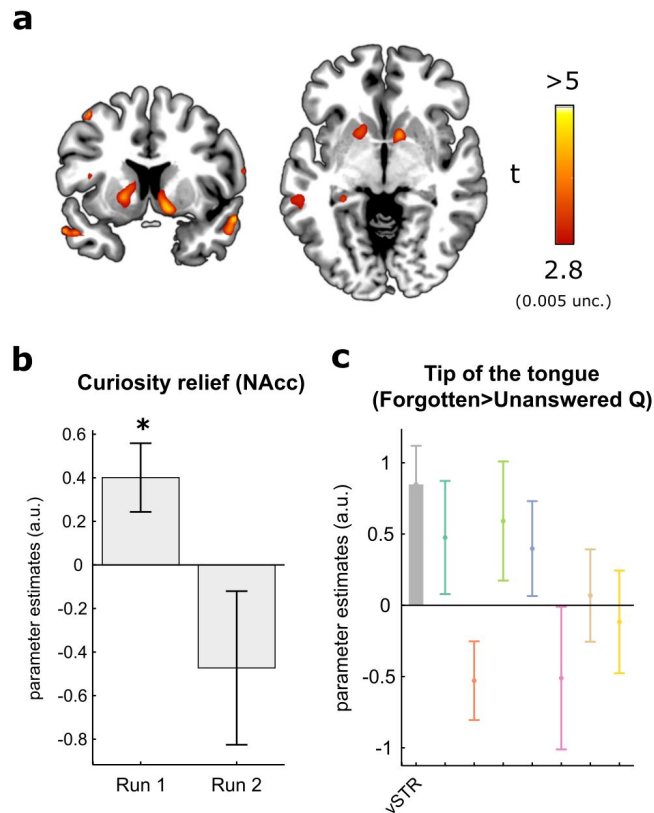 a
>5
t
2.8
(0.005 unc.)
b
Curiosity relief (NAcc)
*
parameter estimates (a.u.)
0.6
0.4
0.2
0
-0.2
-0.4
-0.6
-0.8
Run 1
Run 2
c
Tip of the tongue
(Forgotten>Unanswered Q)
parameter estimates (a.u.)
1
0.5
0
-0.5
-1
vSTR